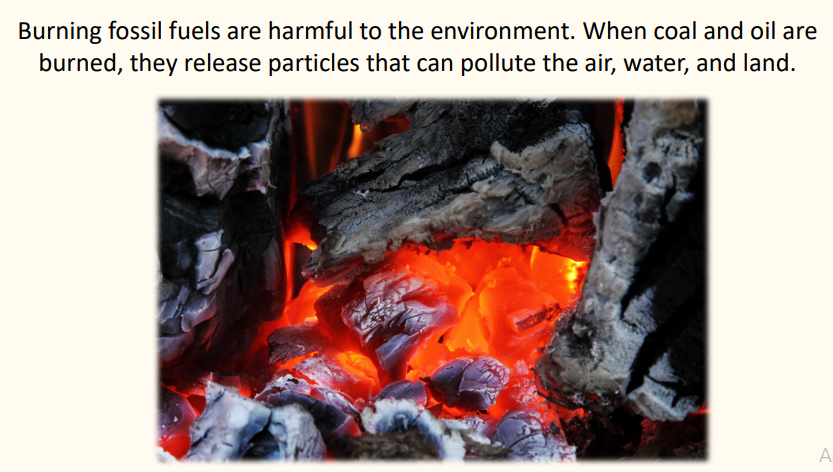 Burning fossil fuels are harmful to the environment. When coal and oil are
burned, they release particles that can pollute the air, water, and land.
A